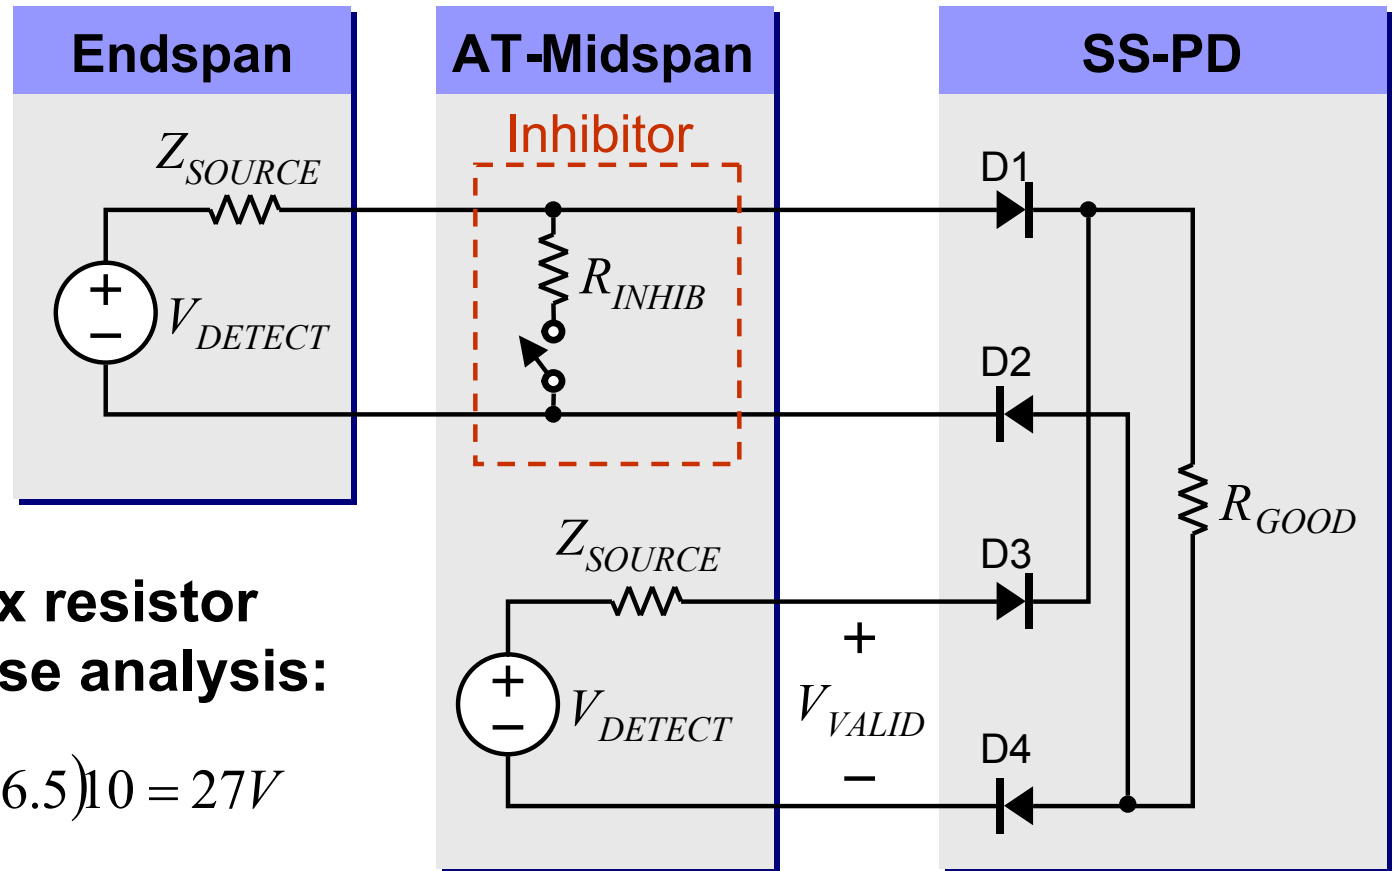 Endspan
AT-Midspan
SS-PD
Inhibitor
Z_SOURCE
D1
R_INHIB
+
−
V_DETECT
D2
R_GOOD
Z_SOURCE
D3
x resistor
se analysis:
+
−
V_DETECT
+
V_VALID
−
D4
6.5)10 = 27V